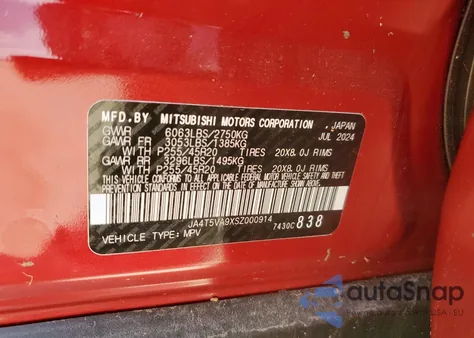 MFD.BY MITSUBISHI MOTORS CORPORATION , JAPAN
GVWR 6063LBS/2750KG JUL 2024
GAWR FR 3053LBS/1385KG
WITH P255/45R20 TIRES 20X8.0J RIMS
GAWR RR 3296LBS/1495KG
WITH P255/45R20 TIRES 20X8.0J RIMS
THIS VEHICLE CONFORMS TO ALL APPLICABLE
FEDERAL MOTOR VEHICLE SAFETY AND THEFT
PREVENTION STANDARDS IN EFFECT ON THE
DATE OF MANUFACTURE SHOWN ABOVE.
JA4T5VA9XSZ000914 7430C 838
VEHICLE TYPE: MPV
autoSnap